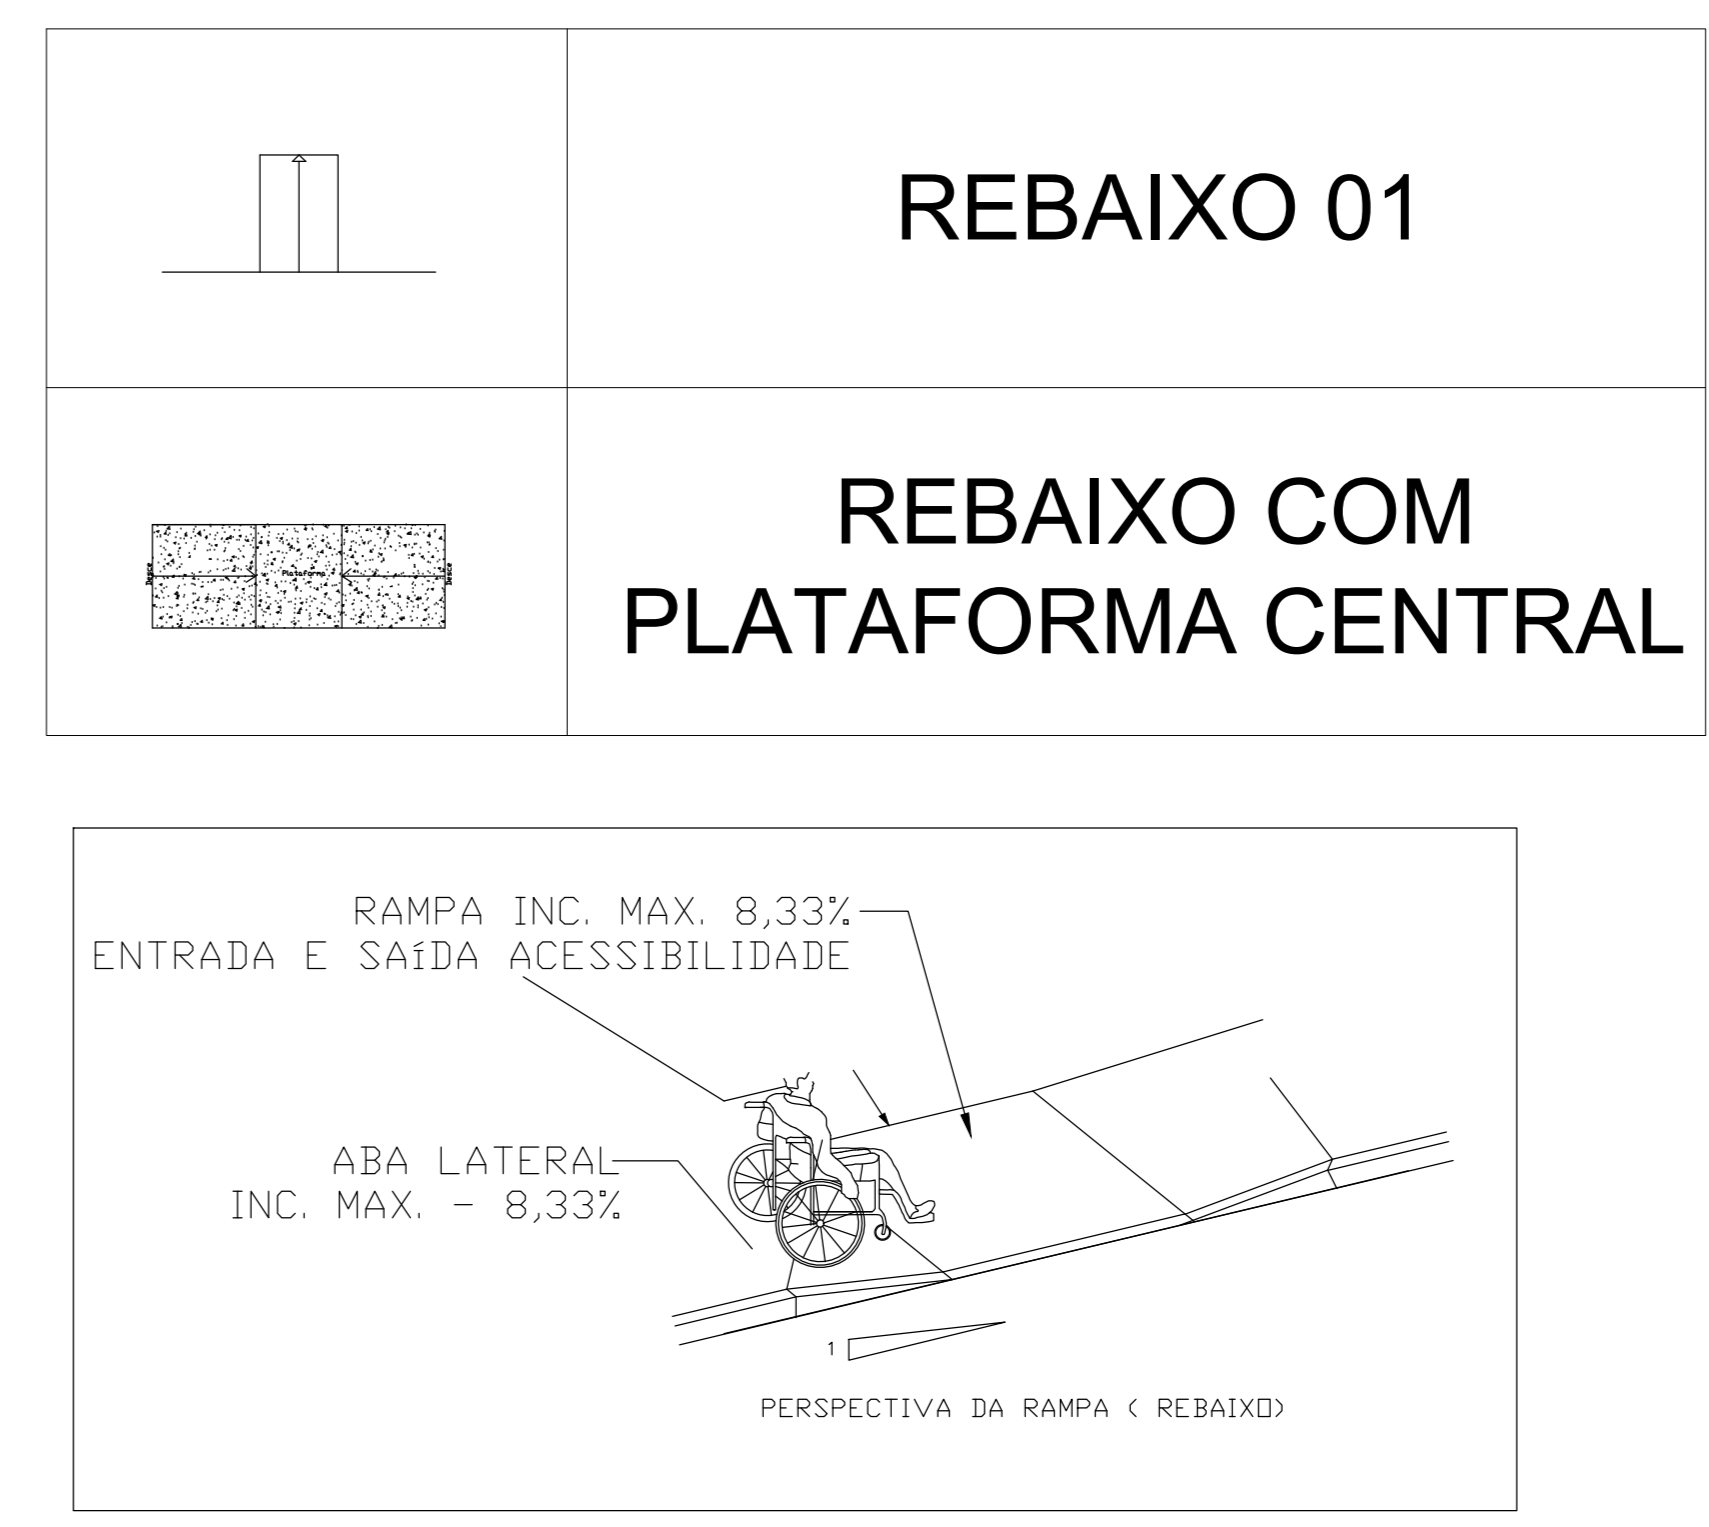 REBAIXO 01
REBAIXO COM
PLATAFORMA CENTRAL
Desce
Plataforma
Desce
RAMPA INC. MAX. 8,33%
ENTRADA E SAíDA ACESSIBILIDADE
ABA LATERAL
INC. MAX. - 8,33%
1
PERSPECTIVA DA RAMPA ( REBAIXO)